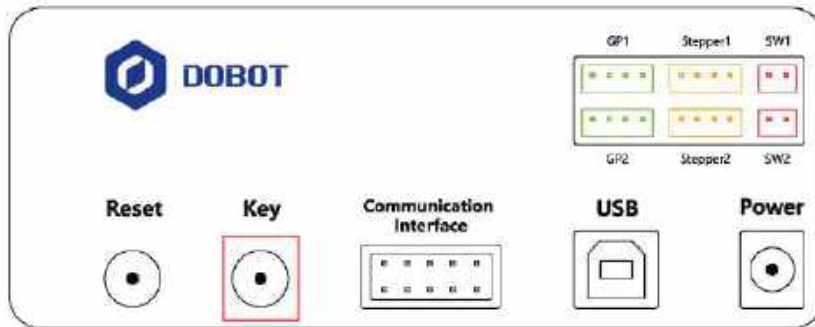 DOBOT
GP1 Stepper1 SW1
GP2 Stepper2 SW2
Reset Key Communication Interface USB Power